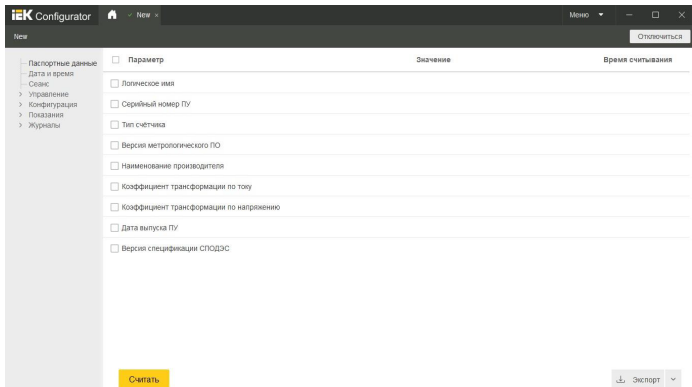 iEK Configurator
New
Меню
New
Отключиться
Паспортные данные
Дата и время
Сеанс
Управление
Конфигурация
Показания
Журналы
Параметр
Значение
Время считывания
Логическое имя
Серийный номер ПУ
Тип счётчика
Версия метрологического ПО
Наименование производителя
Коэффициент трансформации по току
Коэффициент трансформации по напряжению
Дата выпуска ПУ
Версия спецификации СПОДЭС
Считать
Экспорт